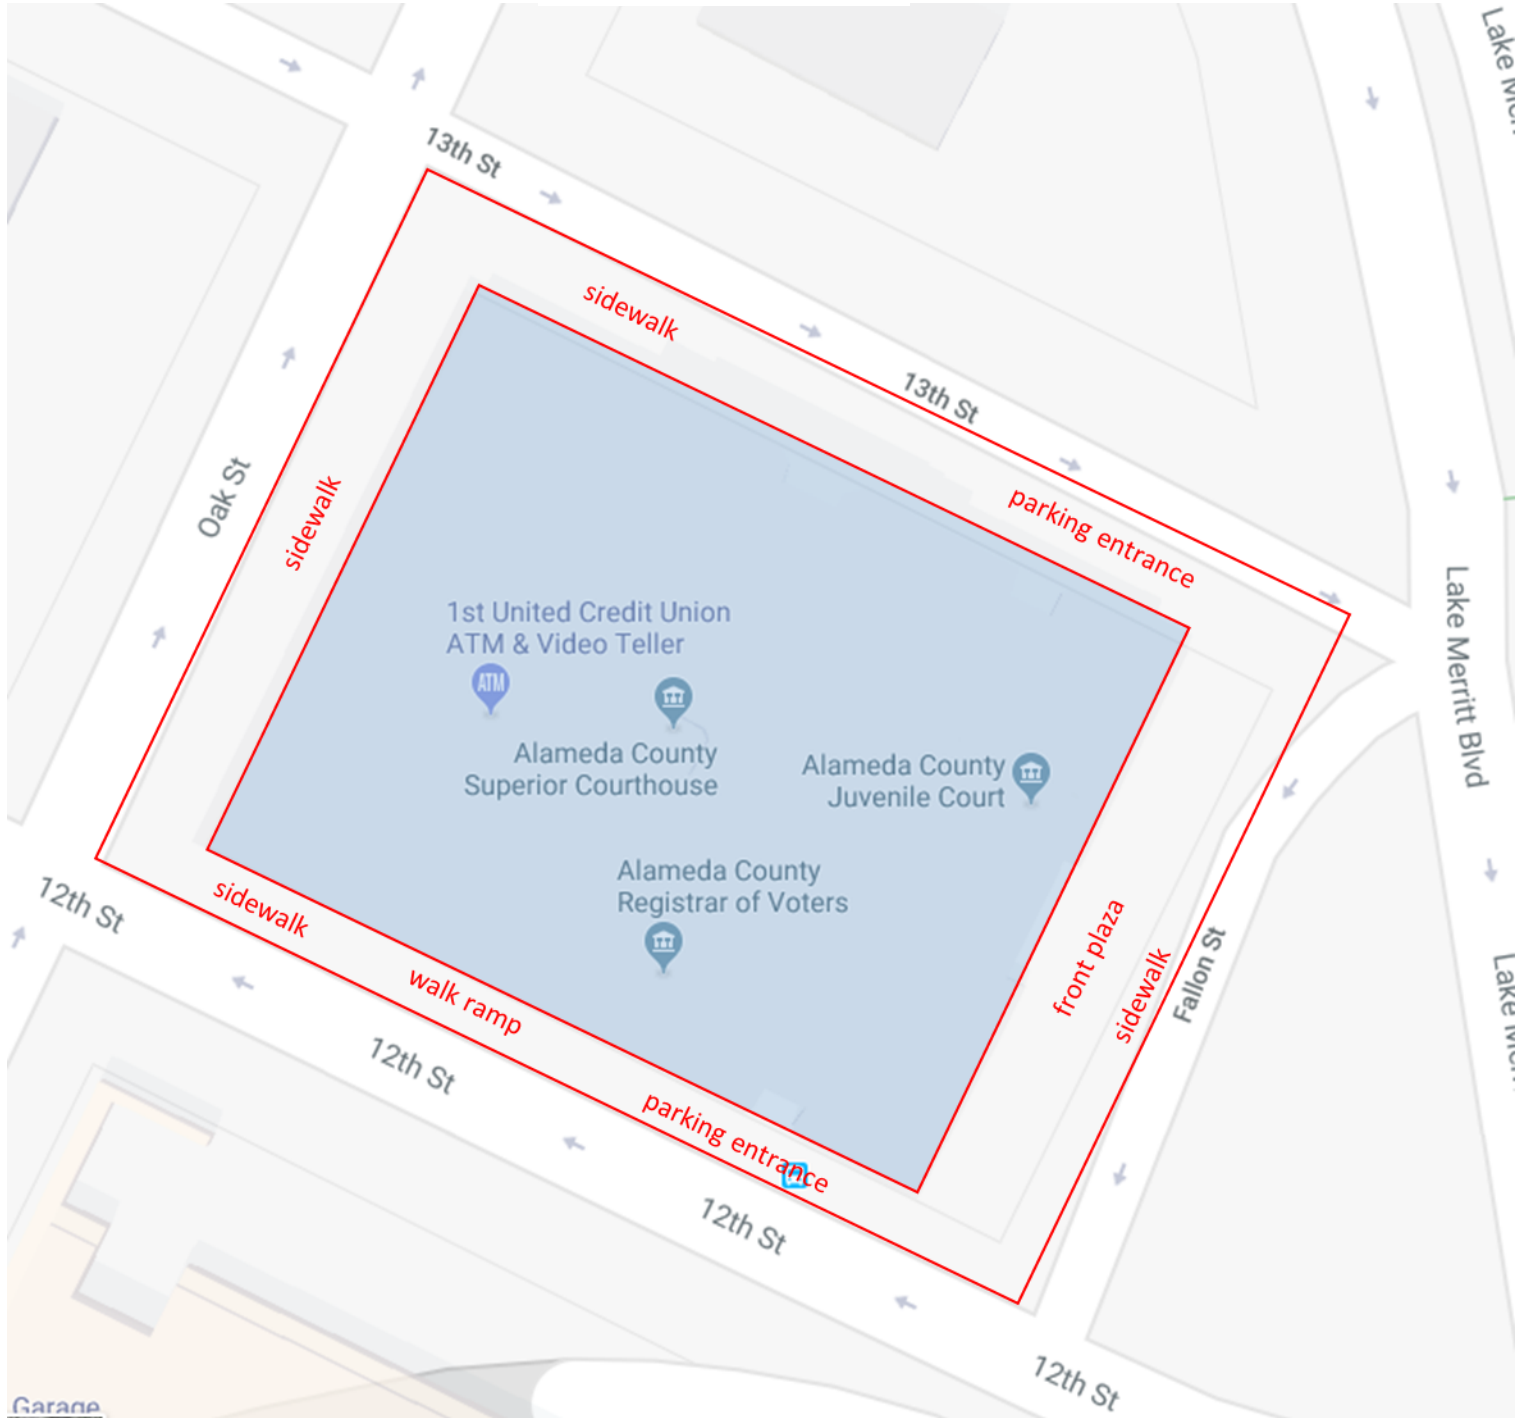 13th St
sidewalk
13th St
parking entrance
Oak St
sidewalk
1st United Credit Union
ATM & Video Teller
ATM
Alameda County
Superior Courthouse
Alameda County
Juvenile Court
Lake Merritt Blvd
Alameda County
Registrar of Voters
12th St
sidewalk
walk ramp
front plaza
sidewalk
Fallon St
12th St
parking entrance
12th St
12th St
Garage
Lake
Lake